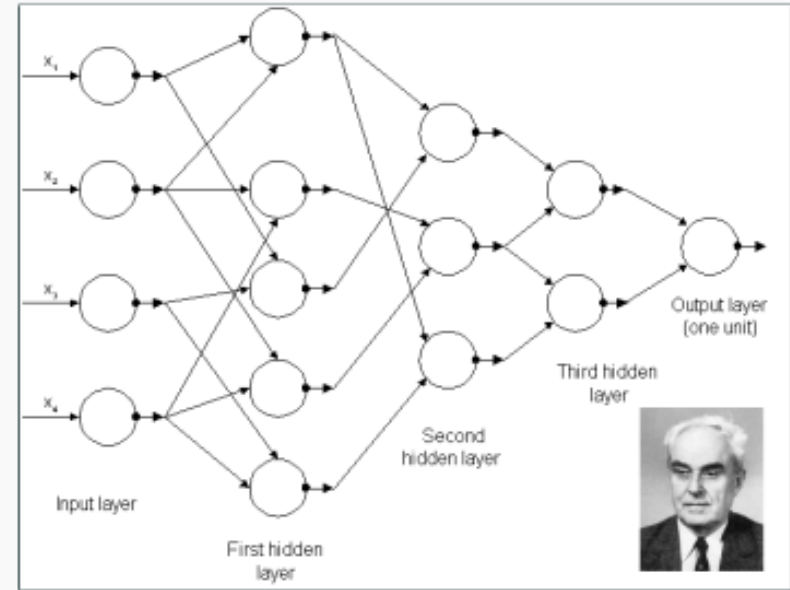 X₁
X₂
X₃
X₄
Input layer
First hidden
layer
Second
hidden layer
Third hidden
layer
Output layer
(one unit)